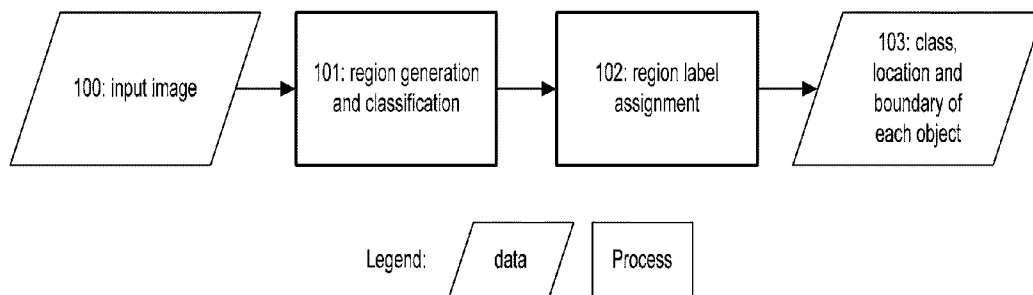 100: input image
101: region generation
and classification
102: region label
assignment
103: class,
location and
boundary of
each object
Legend:
data
Process